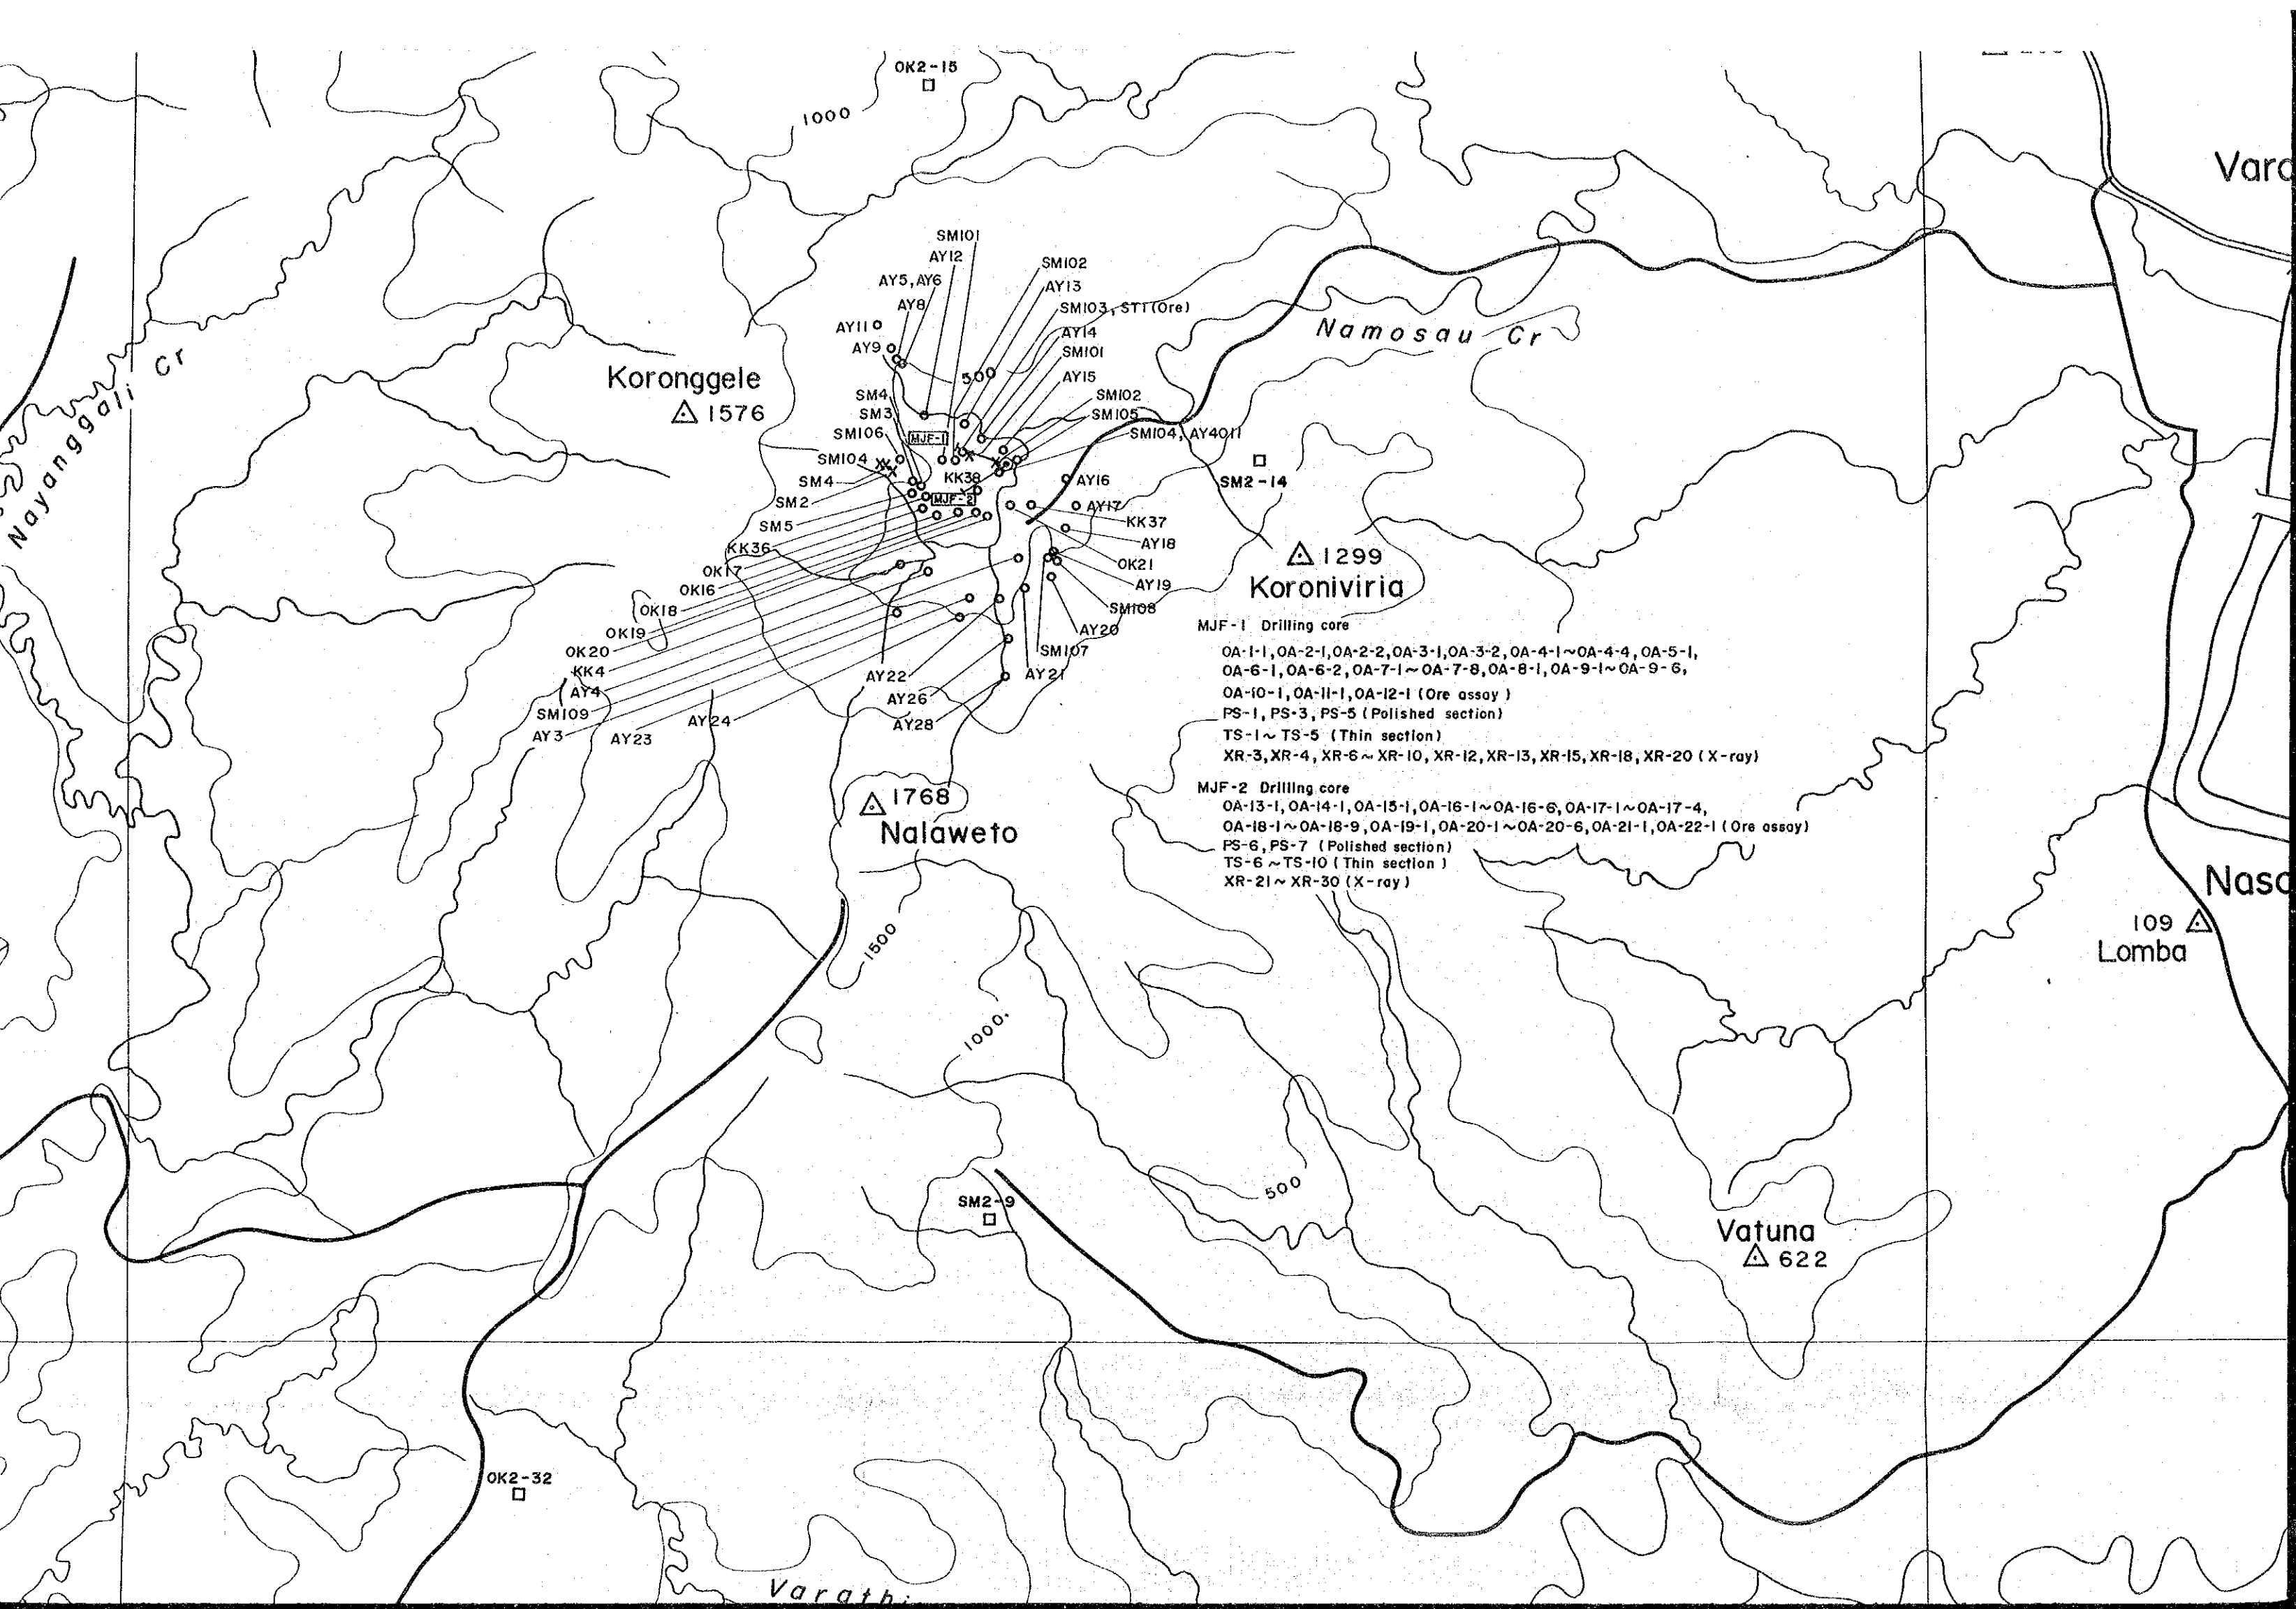 OK2-15
1000
Vara
SM101
AY12
SM102
AY5, AY6
AY13
AY8
SM103, ST1(Ore)
AY11
AY14
AY9
SM101
Namosau Cr
Nayanggali Cr
500
AY15
Koronggele
1576
SM4
SM102
SM3
SM105
SM106
MJF-1
SM104, AY4011
SM104
SM4
KK38
AY16
SM2-14
SM2
MJF-2
AY17
SM5
KK37
KK36
AY18
1299
OK17
OK21
Koroniviria
OK16
AY19
OK18
SM108
OK19
AY20
OK20
SM107
KK4
AY22
AY21
AY4
AY26
SM109
AY24
AY28
AY3
AY23
MJF-1 Drilling core
OA-1-1, OA-2-1, OA-2-2, OA-3-1, OA-3-2, OA-4-1~OA-4-4, OA-5-1,
OA-6-1, OA-6-2, OA-7-1~OA-7-8, OA-8-1, OA-9-1~OA-9-6,
OA-10-1, OA-11-1, OA-12-1 (Ore assay)
PS-1, PS-3, PS-5 (Polished section)
TS-1~TS-5 (Thin section)
XR-3, XR-4, XR-6~XR-10, XR-12, XR-13, XR-15, XR-18, XR-20 (X-ray)
MJF-2 Drilling core
OA-13-1, OA-14-1, OA-15-1, OA-16-1~OA-16-6, OA-17-1~OA-17-4,
OA-18-1~OA-18-9, OA-19-1, OA-20-1~OA-20-6, OA-21-1, OA-22-1 (Ore assay)
PS-6, PS-7 (Polished section)
TS-6~TS-10 (Thin section)
XR-21~XR-30 (X-ray)
1768
Nalaweto
Naso
109
Lomba
1500
1000
500
SM2-9
Vatuna
622
OK2-32
Varathi